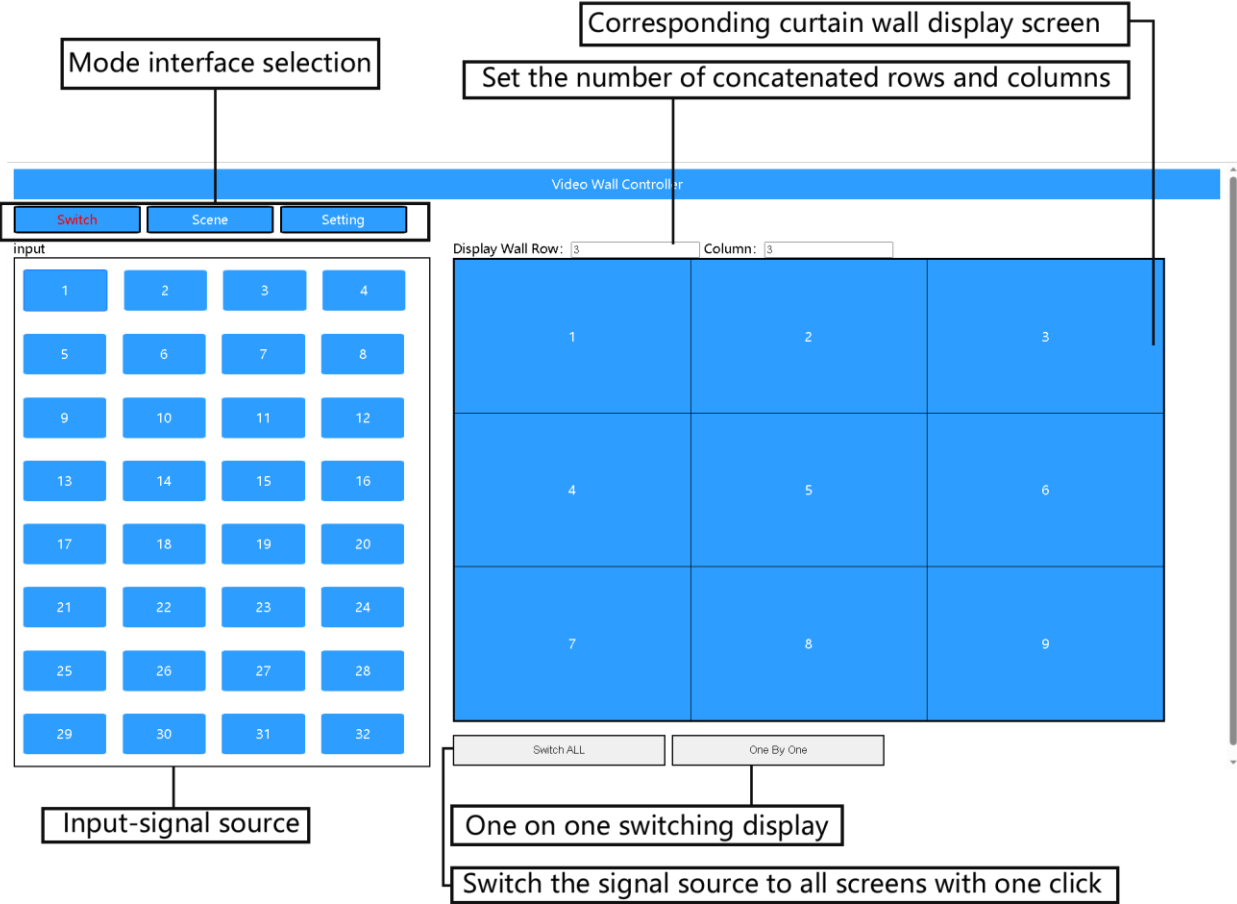 Corresponding curtain wall display screen
Mode interface selection
Set the number of concatenated rows and columns
Video Wall Controller
Switch Scene Setting
input
Display Wall Row: 3 Column: 3
1 2 3 4
5 6 7 8
9 10 11 12
13 14 15 16
17 18 19 20
21 22 23 24
25 26 27 28
29 30 31 32
1 2 3
4 5 6
7 8 9
Switch ALL One By One
Input-signal source
One on one switching display
Switch the signal source to all screens with one click